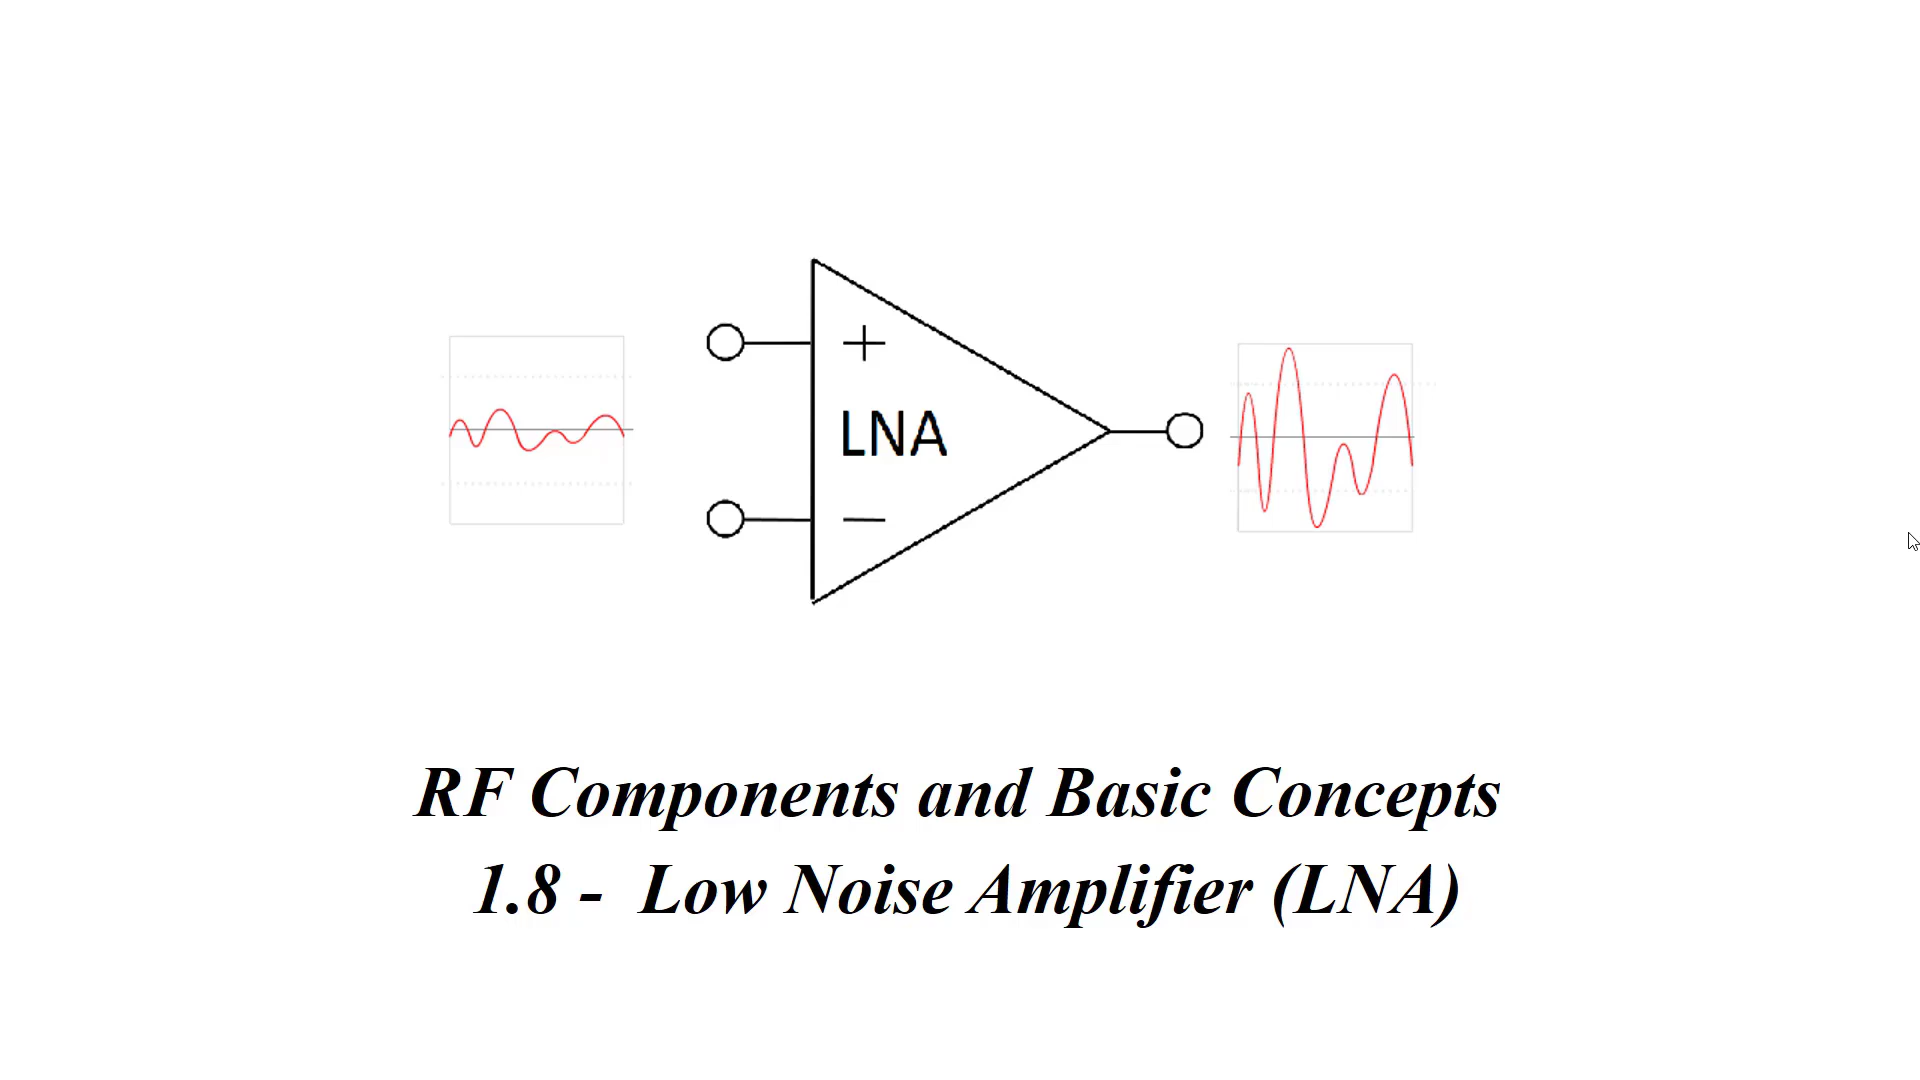 +
LNA
−
RF Components and Basic Concepts
1.8 - Low Noise Amplifier (LNA)